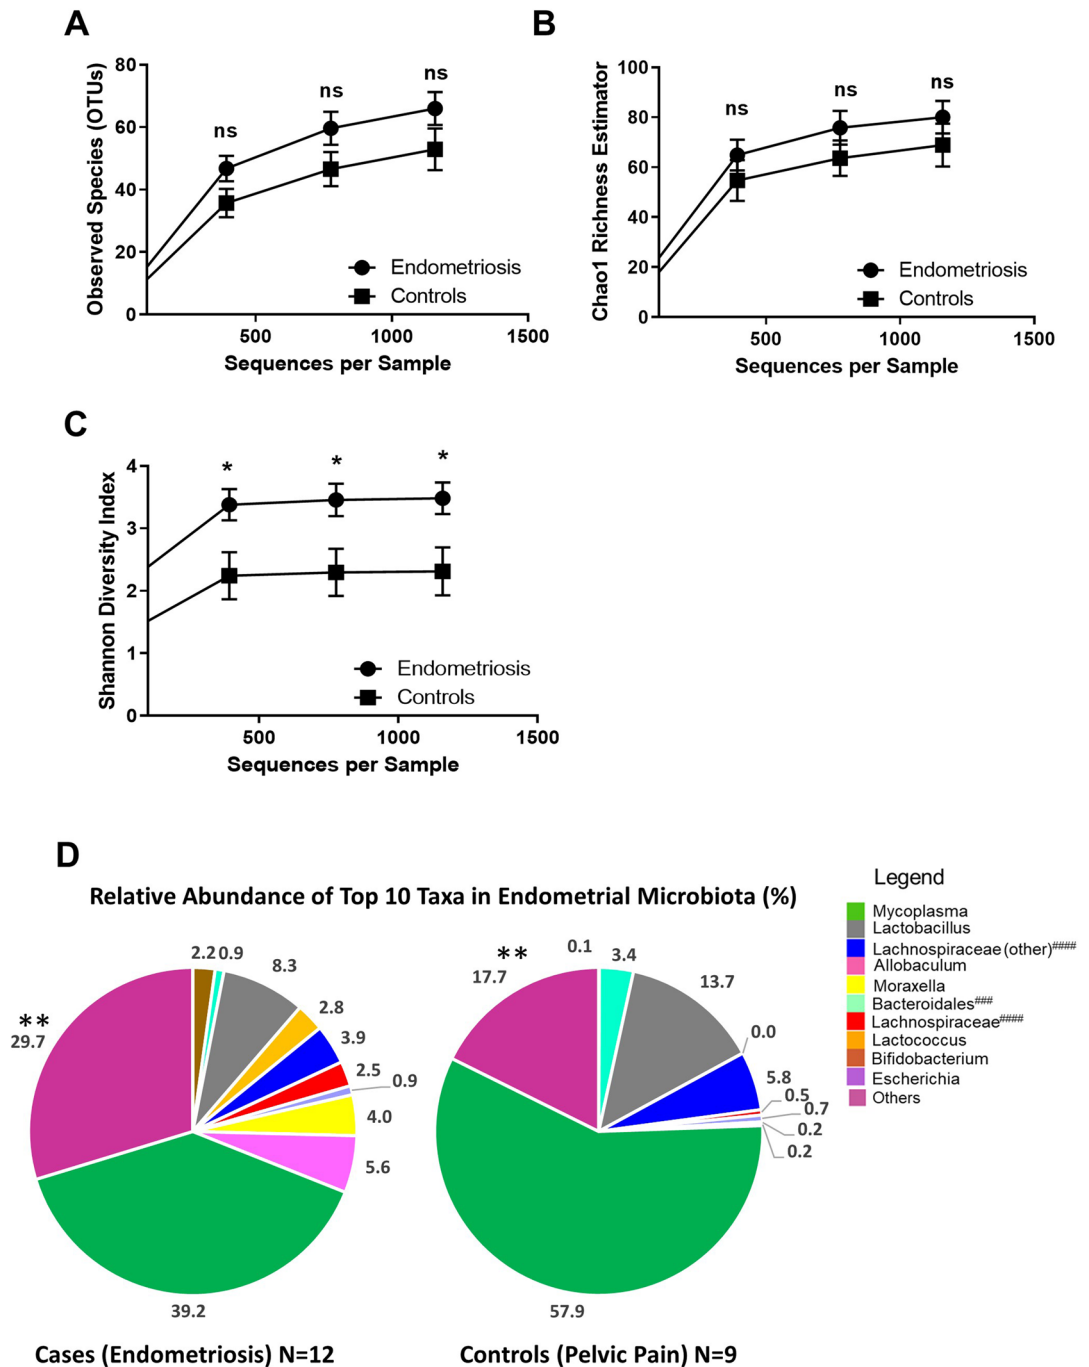 A
Observed Species (OTUs)
80
60
40
20
0
ns
ns
ns
Endometriosis
Controls
500
1000
1500
Sequences per Sample
B
Chao1 Richness Estimator
100
80
60
40
20
0
ns
ns
ns
Endometriosis
Controls
500
1000
1500
Sequences per Sample
C
Shannon Diversity Index
4
3
2
1
0
*
*
*
Endometriosis
Controls
500
1000
1500
Sequences per Sample
D
Relative Abundance of Top 10 Taxa in Endometrial Microbiota (%)
2.2
0.9
8.3
2.8
3.9
2.5
0.9
4.0
5.6
39.2
**
29.7
Cases (Endometriosis) N=12
0.1
3.4
13.7
0.0
5.8
0.5
0.7
0.2
0.2
57.9
**
17.7
Controls (Pelvic Pain) N=9
Legend
Mycoplasma
Lactobacillus
Lachnospiraceae (other)####
Allobaculum
Moraxella
Bacteroidales###
Lachnospiraceae####
Lactococcus
Bifidobacterium
Escherichia
Others